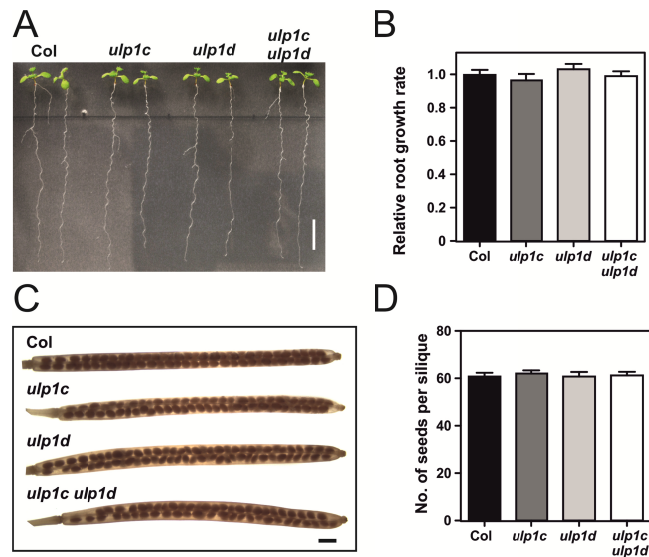 A
Col
ulp1c
ulp1d
ulp1c
ulp1d
B
Relative root growth rate
1.0
0.8
0.6
0.4
0.2
0
Col
ulp1c
ulp1d
ulp1c
ulp1d
C
Col
ulp1c
ulp1d
ulp1c ulp1d
D
No. of seeds per silique
80
60
40
20
0
Col
ulp1c
ulp1d
ulp1c
ulp1d